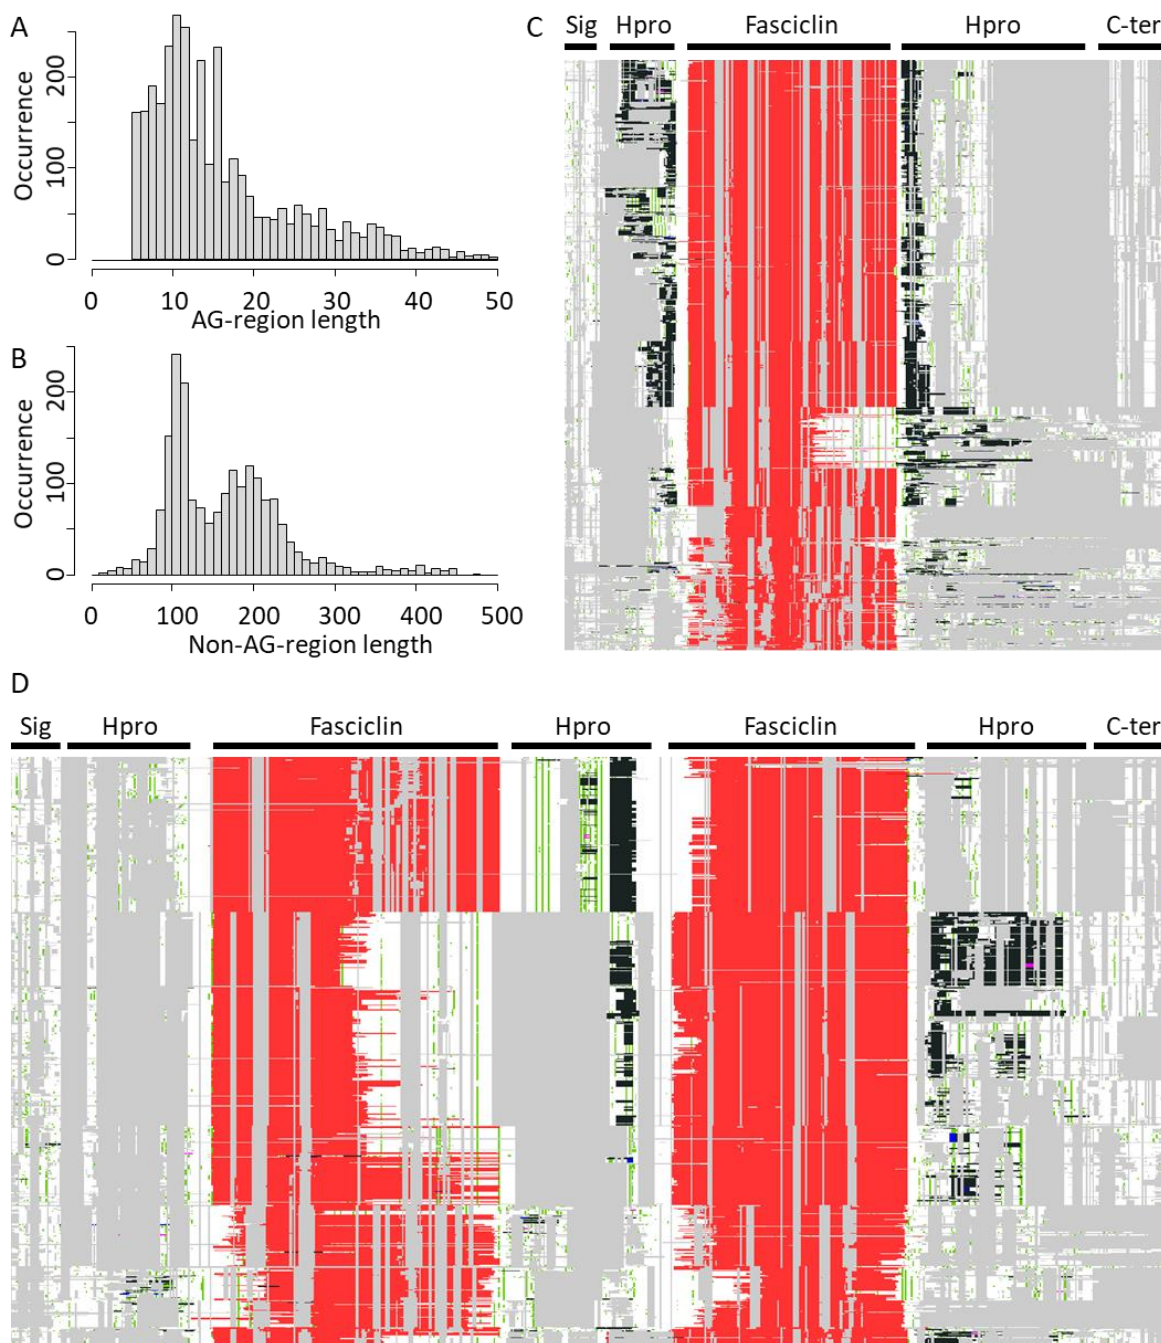 A
Occurrence
0 100 200
0 10 20 30 40 50
AG-region length
B
Occurrence
0 100 200
0 100 200 300 400 500
Non-AG-region length
C
Sig Hpro Fasciclin Hpro C-ter
D
Sig Hpro Fasciclin Hpro Fasciclin Hpro C-ter